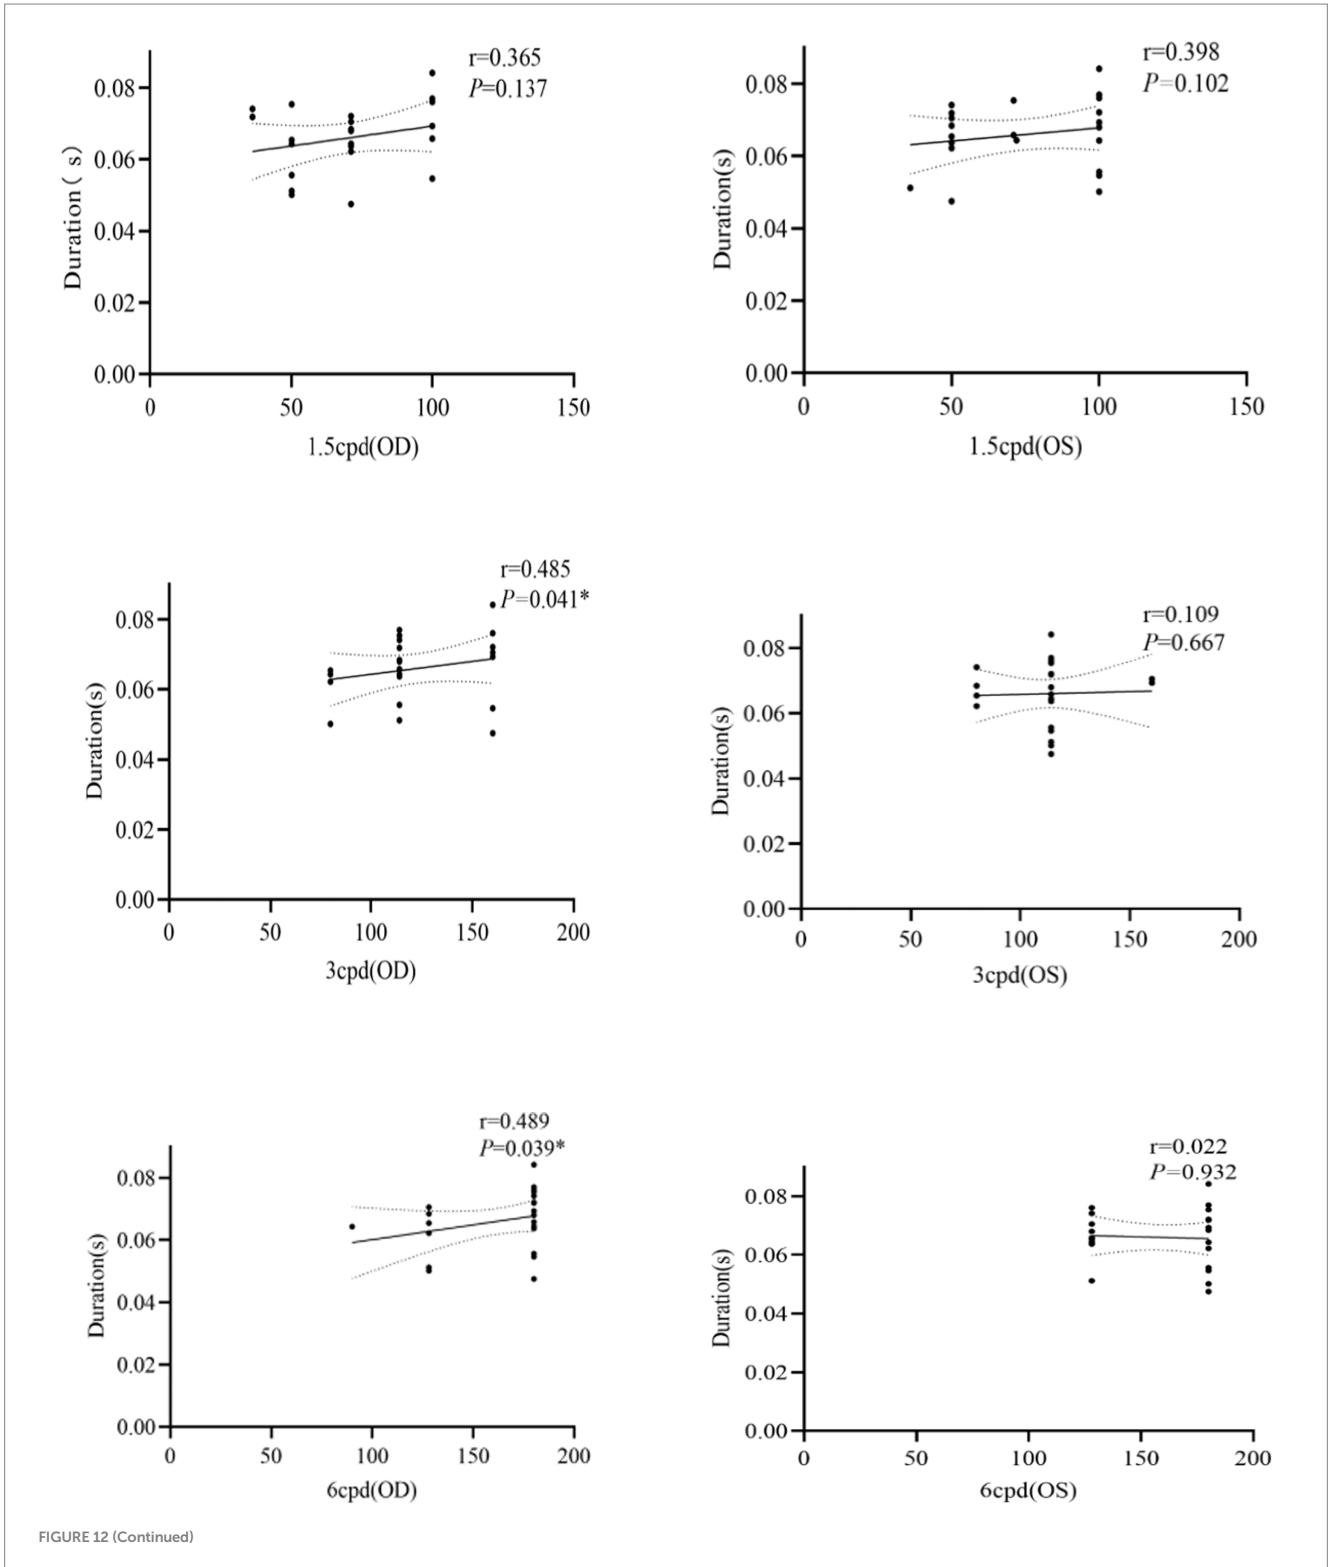 r=0.365
P=0.137
0.08
0.06
0.04
0.02
0.00
Duration( s)
0 50 100 150
1.5cpd(OD)
r=0.398
P=0.102
0.08
0.06
0.04
0.02
0.00
Duration(s)
0 50 100 150
1.5cpd(OS)
r=0.485
P=0.041*
0.08
0.06
0.04
0.02
0.00
Duration(s)
0 50 100 150 200
3cpd(OD)
r=0.109
P=0.667
0.08
0.06
0.04
0.02
0.00
Duration(s)
0 50 100 150 200
3cpd(OS)
r=0.489
P=0.039*
0.08
0.06
0.04
0.02
0.00
Duration(s)
0 50 100 150 200
6cpd(OD)
r=0.022
P=0.932
0.08
0.06
0.04
0.02
0.00
Duration(s)
0 50 100 150 200
6cpd(OS)
FIGURE 12 (Continued)